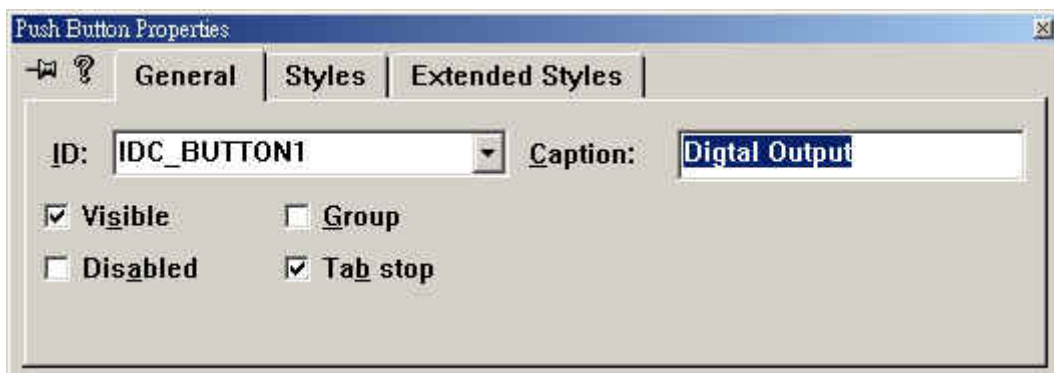 Push Button Properties
? General Styles Extended Styles
ID: IDC_BUTTON1 Caption: Digtal Output
Visible Group
Disabled Tab stop